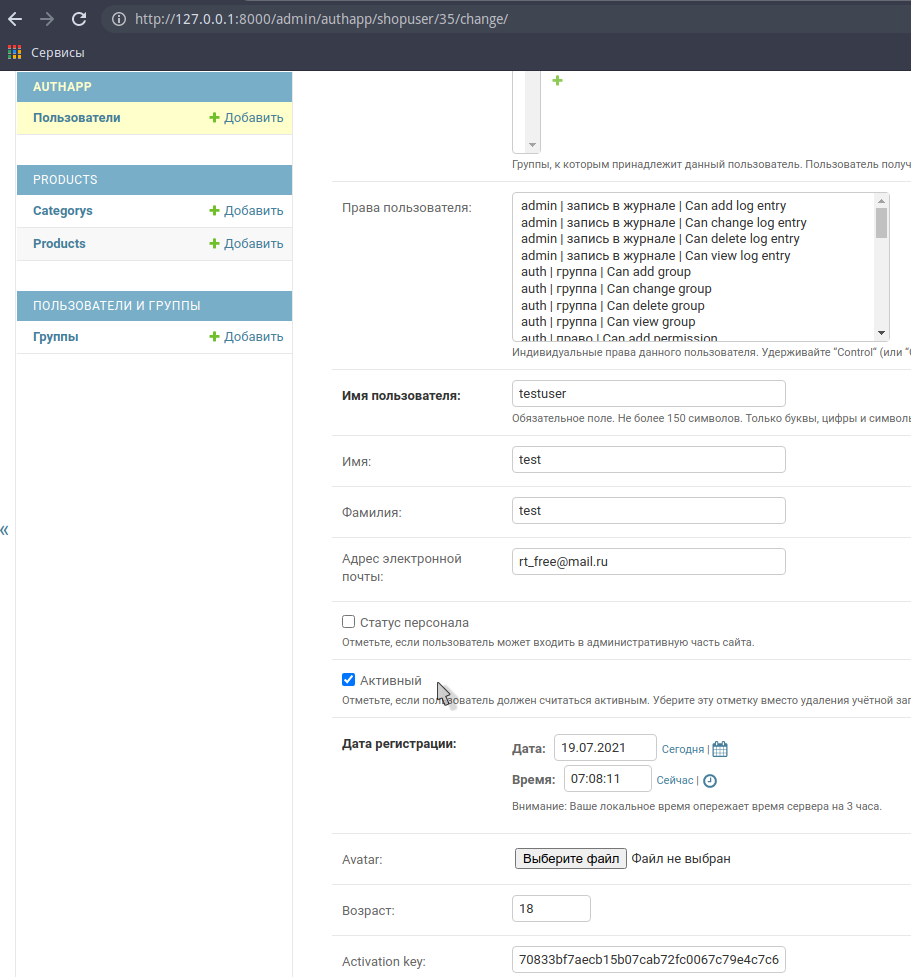 http://127.0.0.1:8000/admin/authapp/shopuser/35/change/
Сервисы
AUTHAPP
Пользователи
Добавить
PRODUCTS
Categorys
Добавить
Products
Добавить
ПОЛЬЗОВАТЕЛИ И ГРУППЫ
Группы
Добавить
«
Группы, к которым принадлежит данный пользователь. Пользователь получ
Права пользователя:
admin | запись в журнале | Can add log entry
admin | запись в журнале | Can change log entry
admin | запись в журнале | Can delete log entry
admin | запись в журнале | Can view log entry
auth | группа | Can add group
auth | группа | Can change group
auth | группа | Can delete group
auth | группа | Can view group
auth | право | Can add permission
Индивидуальные права данного пользователя. Удерживайте “Control“ (или “
Имя пользователя:
testuser
Обязательное поле. Не более 150 символов. Только буквы, цифры и символь
Имя:
test
Фамилия:
test
Адрес электронной
почты:
rt_free@mail.ru
Статус персонала
Отметьте, если пользователь может входить в административную часть сайта.
Активный
Отметьте, если пользователь должен считаться активным. Уберите эту отметку вместо удаления учётной зап
Дата регистрации:
Дата:
19.07.2021
Сегодня |
Время:
07:08:11
Сейчас |
Внимание: Ваше локальное время опережает время сервера на 3 часа.
Avatar:
Выберите файл Файл не выбран
Возраст:
18
Activation key:
70833bf7aecb15b07cab72fc0067c79e4c7c6